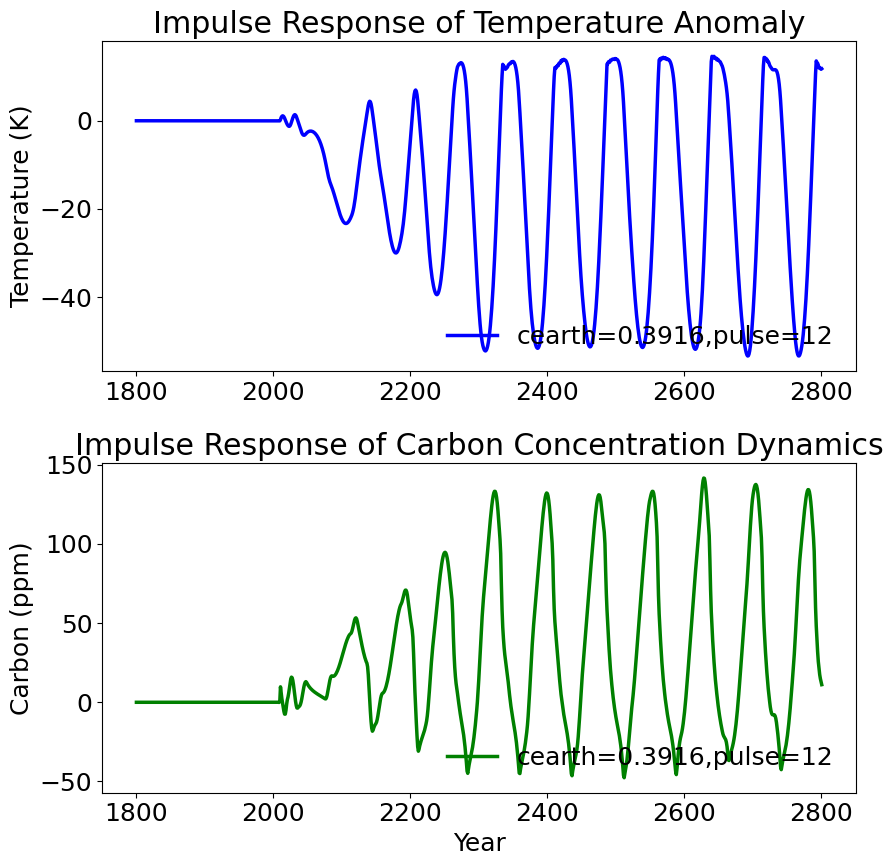 Impulse Response of Temperature Anomaly
Temperature (K)
0
−20
−40
cearth=0.3916,pulse=12
1800 2000 2200 2400 2600 2800
Impulse Response of Carbon Concentration Dynamics
Carbon (ppm)
150
100
50
0
−50
cearth=0.3916,pulse=12
1800 2000 2200 2400 2600 2800
Year